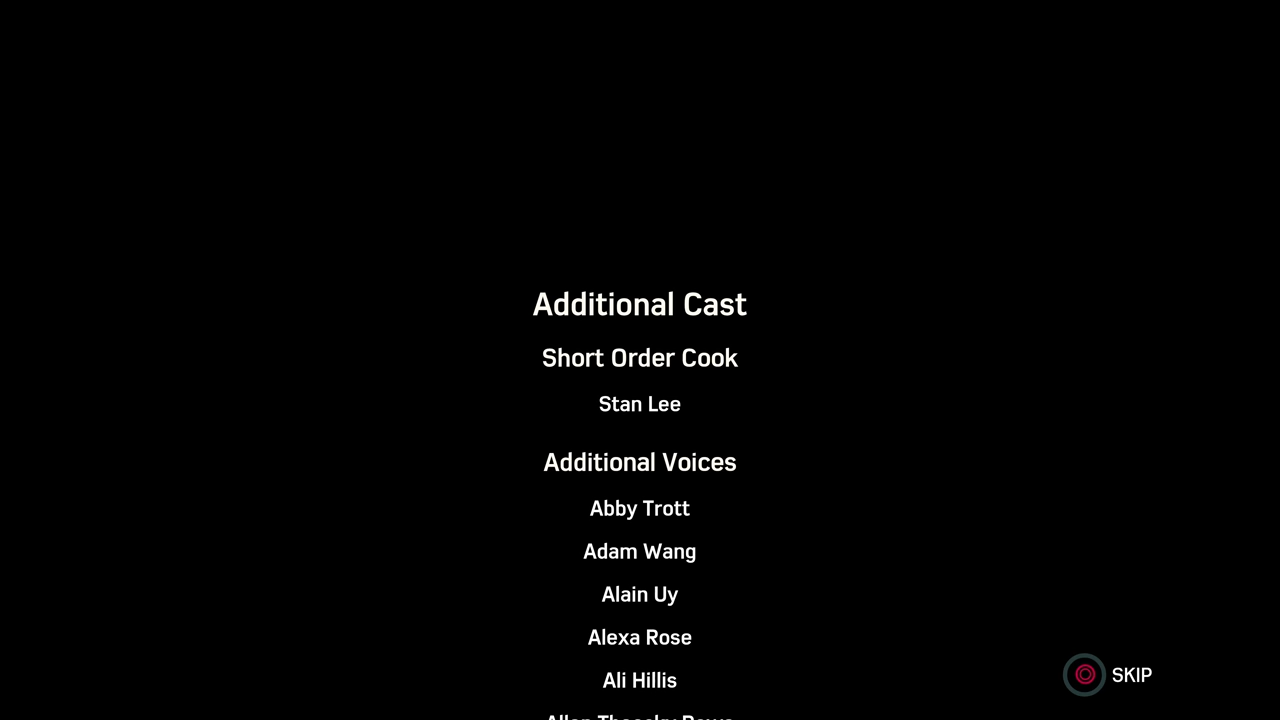 Additional Cast
Short Order Cook
Stan Lee
Additional Voices
Abby Trott
Adam Wang
Alain Uy
Alexa Rose
Ali Hillis
SKIP